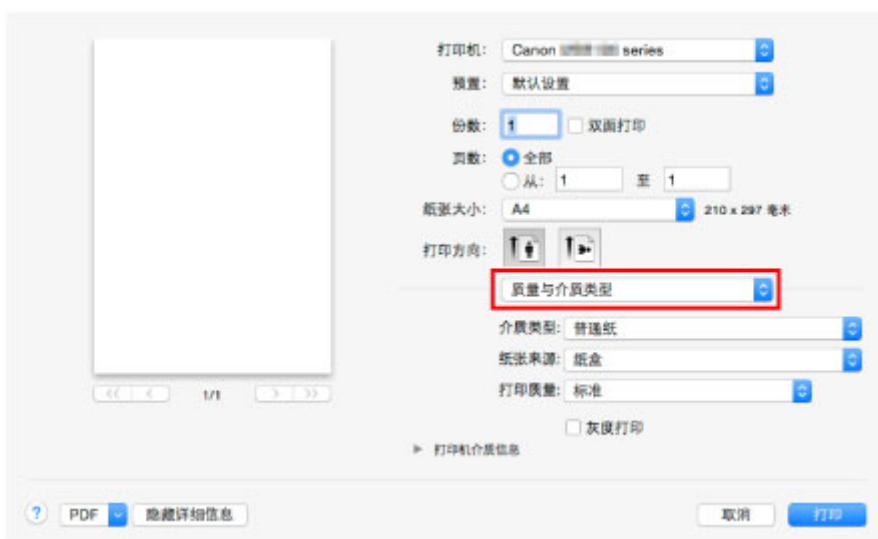 打印机: Canon series
预置: 默认设置
份数: 1 双面打印
页数: 全部
从: 1 至 1
纸张大小: A4 210 x 297 毫米
打印方向:
质量与介质类型
介质类型: 普通纸
纸张来源: 纸盒
打印质量: 标准
灰度打印
打印机介质信息
1/1
? PDF 隐藏详细信息 取消 打印